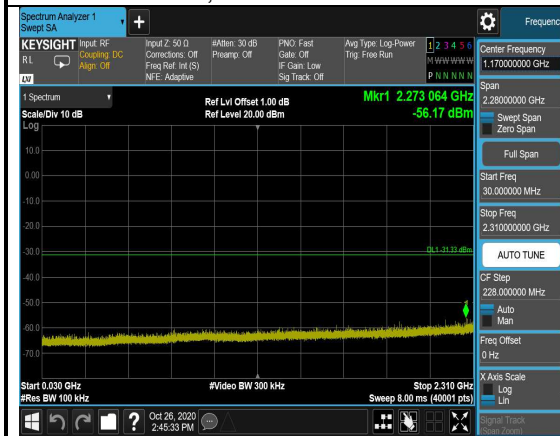 Spectrum Analyzer 1
Swept SA
Frequenc
KEYSIGHT
RL
LXI
Input: RF
Coupling: DC
Align: Off
Input Z: 50 Ω
Corrections: Off
Freq Ref: Int (S)
NFE: Adaptive
#Atten: 30 dB
Preamp: Off
PNO: Fast
Gate: Off
IF Gain: Low
Sig Track: Off
Avg Type: Log-Power
Trig: Free Run
1 2 3 4 5 6
M W W W W W
P N N N N N
1 Spectrum
Scale/Div 10 dB
Ref Lvl Offset 1.00 dB
Ref Level 20.00 dBm
Mkr1 2.273 064 GHz
-56.17 dBm
Log
10.0
0.00
-10.0
-20.0
-30.0
-40.0
-50.0
-60.0
-70.0
DL1 -31.33 dBm
1
Start 0.030 GHz
#Res BW 100 kHz
#Video BW 300 kHz
Stop 2.310 GHz
Sweep 8.00 ms (40001 pts)
Center Frequency
1.170000000 GHz
Span
2.28000000 GHz
Swept Span
Zero Span
Full Span
Start Freq
30.000000 MHz
Stop Freq
2.310000000 GHz
AUTO TUNE
CF Step
228.000000 MHz
Auto
Man
Freq Offset
0 Hz
X Axis Scale
Log
Lin
Signal Track
(Span Zoom)
?
Oct 26, 2020
2:45:33 PM